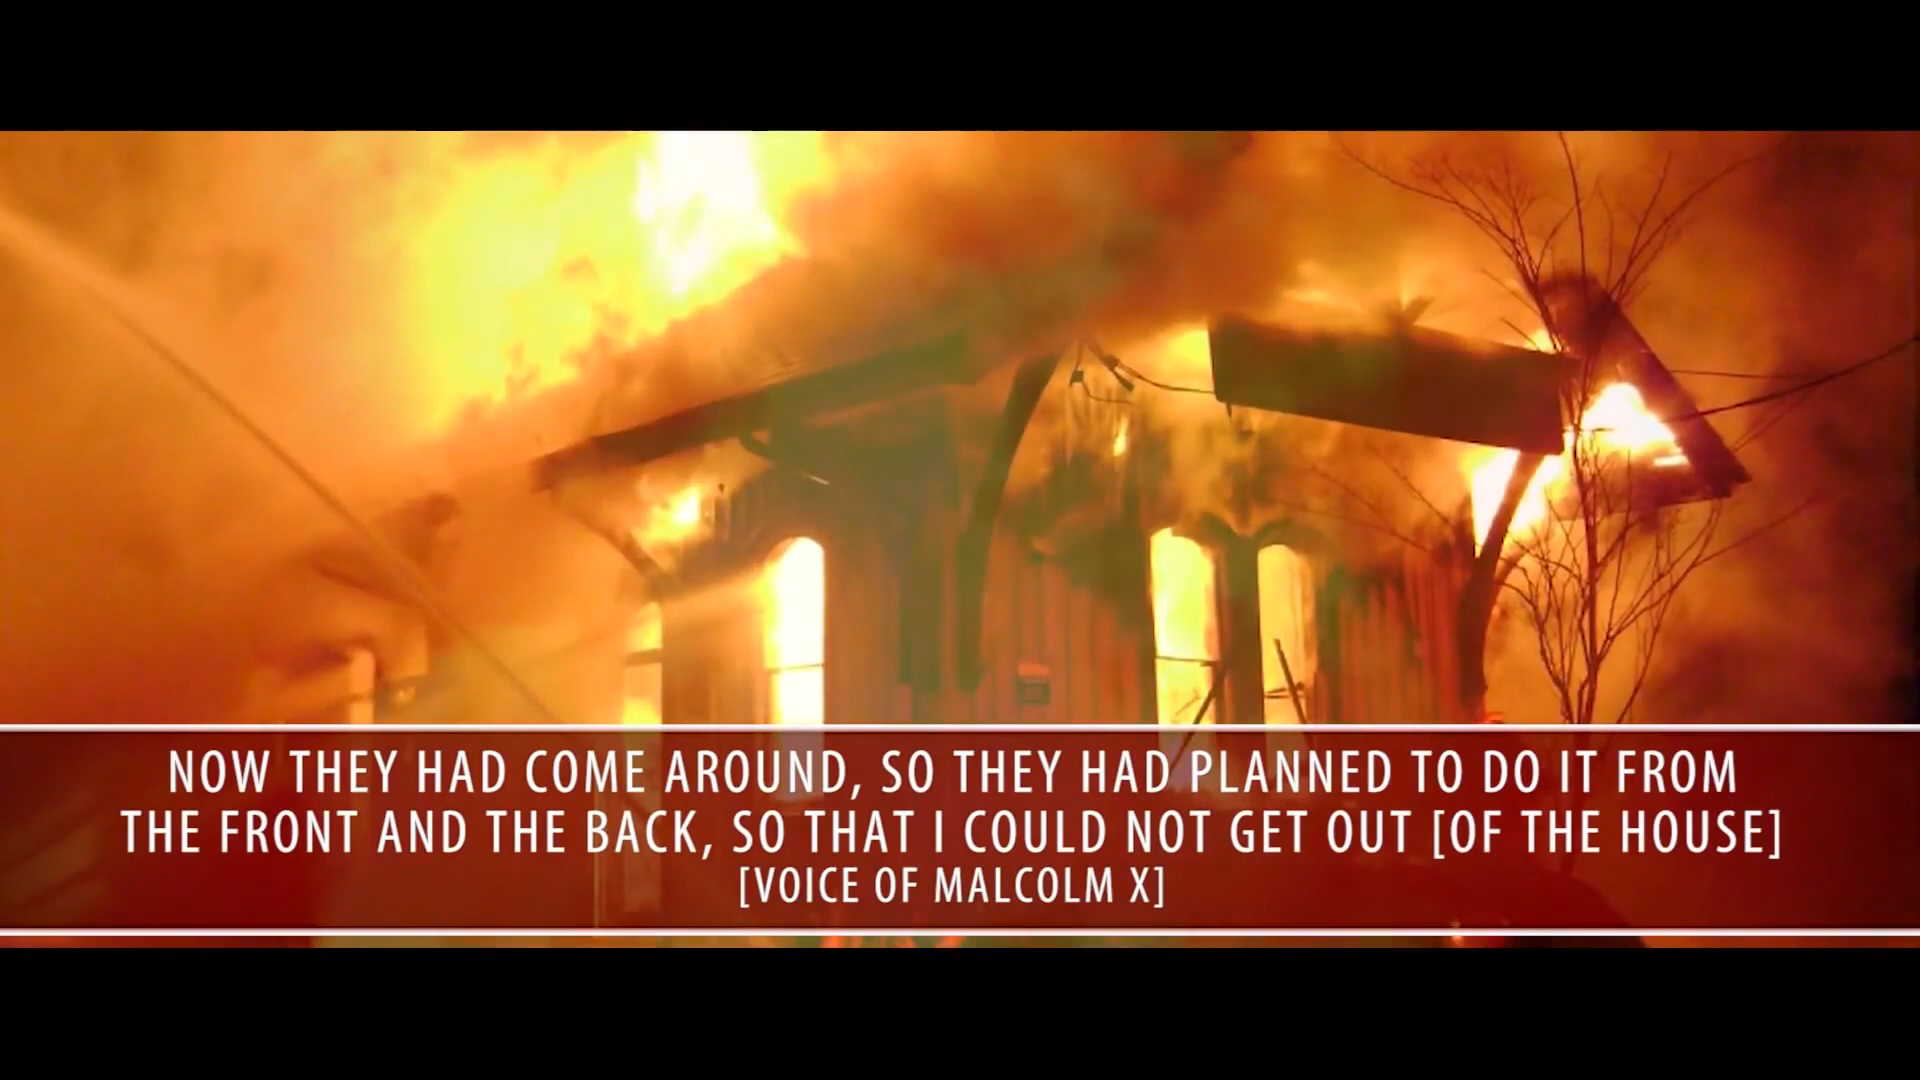 NOW THEY HAD COME AROUND, SO THEY HAD PLANNED TO DO IT FROM
THE FRONT AND THE BACK, SO THAT I COULD NOT GET OUT [OF THE HOUSE]
[VOICE OF MALCOLM X]